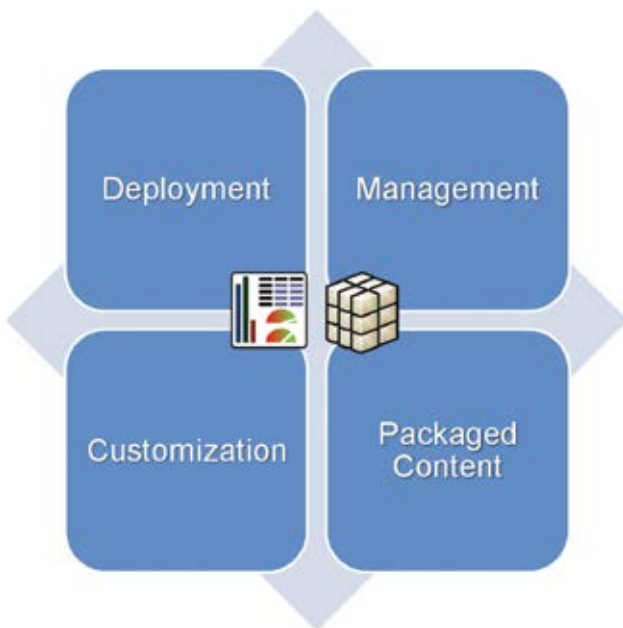 Deployment
Management
Customization
Packaged
Content